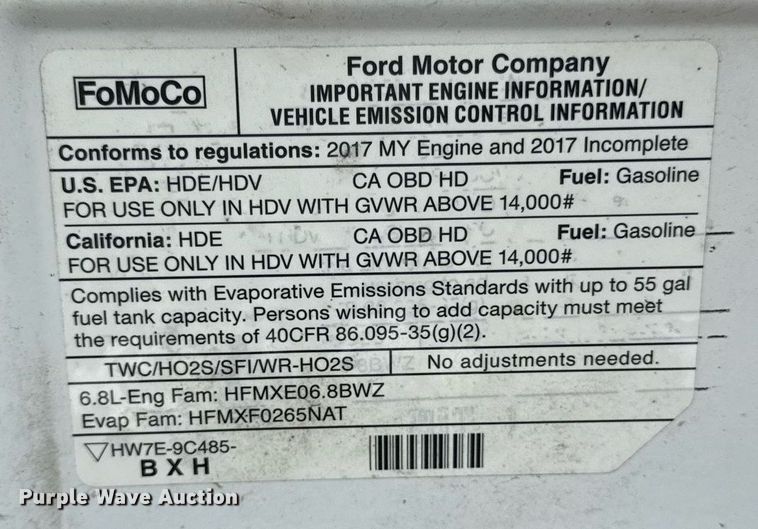 FoMoCo
Ford Motor Company
IMPORTANT ENGINE INFORMATION/
VEHICLE EMISSION CONTROL INFORMATION
Conforms to regulations: 2017 MY Engine and 2017 Incomplete
U.S. EPA: HDE/HDV CA OBD HD Fuel: Gasoline
FOR USE ONLY IN HDV WITH GVWR ABOVE 14,000#
California: HDE CA OBD HD Fuel: Gasoline
FOR USE ONLY IN HDV WITH GVWR ABOVE 14,000#
Complies with Evaporative Emissions Standards with up to 55 gal
fuel tank capacity. Persons wishing to add capacity must meet
the requirements of 40CFR 86.095-35(g)(2).
TWC/HO2S/SFI/WR-HO2S No adjustments needed.
6.8L-Eng Fam: HFMXE06.8BWZ
Evap Fam: HFMXF0265NAT
HW7E-9C485-
BXH
Purple Wave Auction